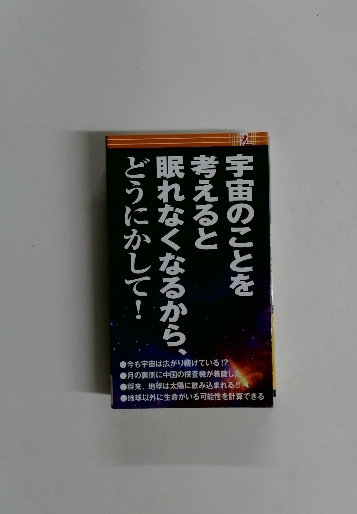 宇宙のことを
考えると
眠れなくなるから、
どうにかして！
●今も宇宙は広がり続けている!?
●月の裏側に中国の探査機が着陸した
●将来、地球は太陽に飲み込まれる!!
●地球以外に生命がいる可能性を計算できる